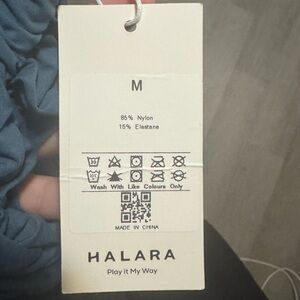 M
85% Nylon
15% Elastane
Wash With Like Colours Only
MADE IN CHINA
HALARA
Play It My Way